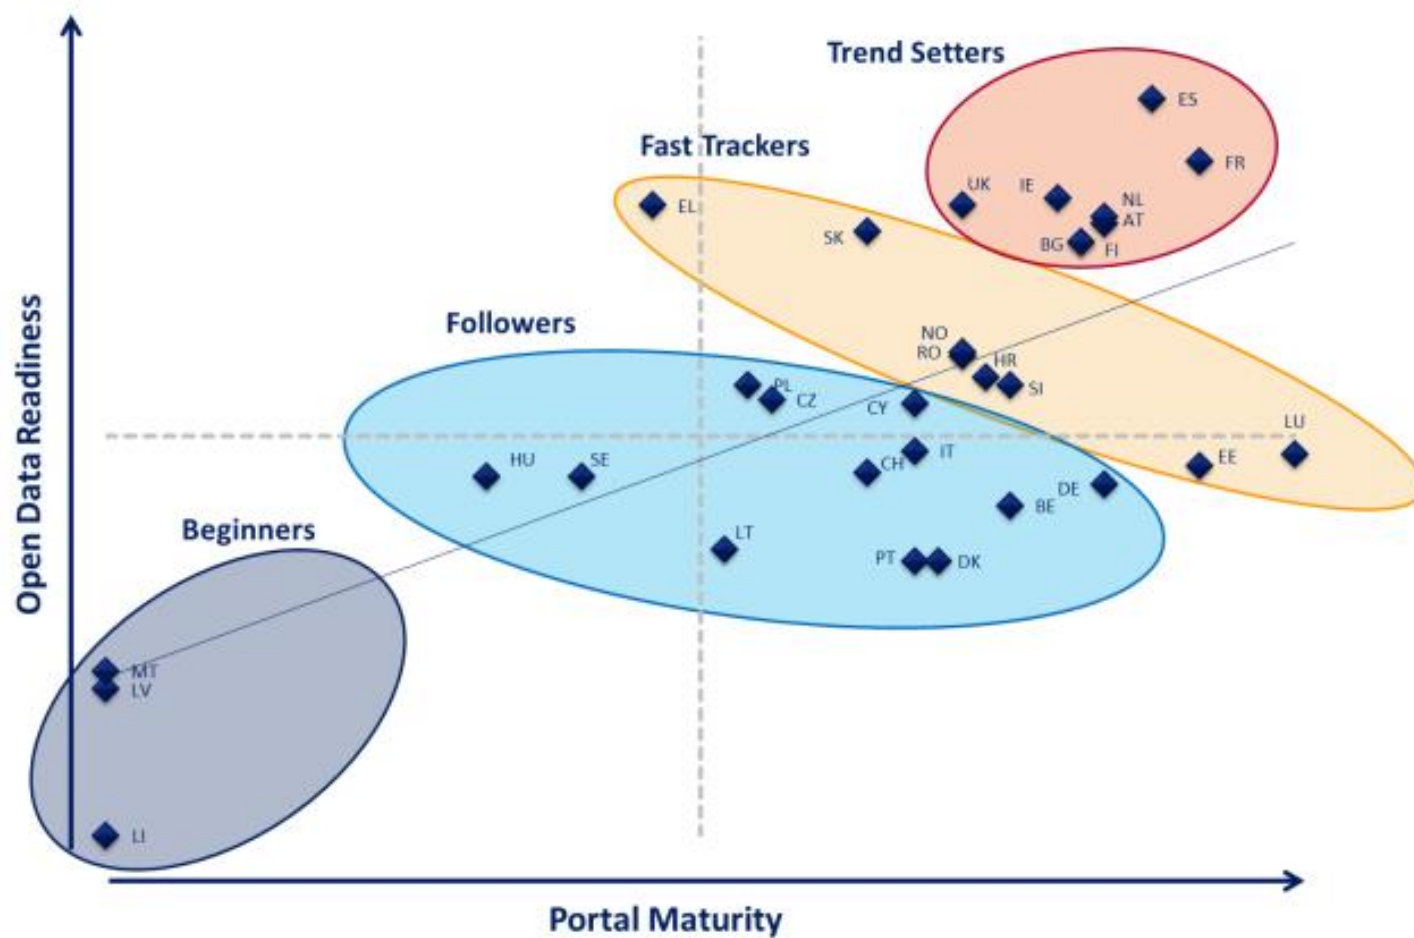 Trend Setters
ES
Fast Trackers
FR
UK
IE
EL
NL
SK
AT
BG
FI
Followers
NO
RO
HR
SI
PL
CZ
CY
LU
HU
SE
CH
IT
EE
DE
BE
Beginners
LT
PT
DK
MT
LV
LI
Open Data Readiness
Portal Maturity